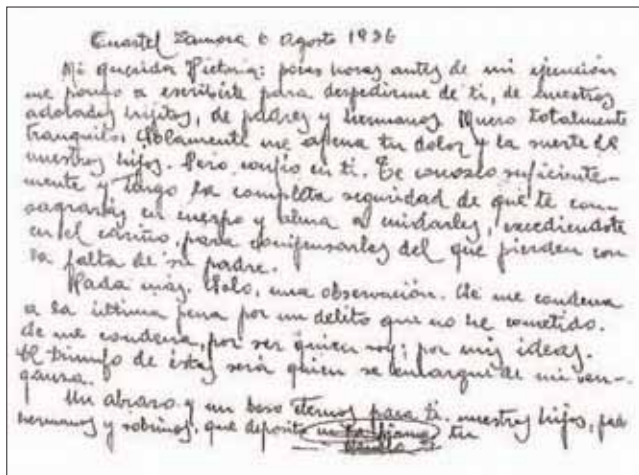 Cuartel Zamora 6 Agosto 1936
Mi querida Victoria: pocas horas antes de mi ejecución
me pongo a escribirte para despedirme de ti, de nuestros
adorados hijitos, de padres y hermanos. Muero totalmente
tranquilo. Solamente me apena tu dolor y la suerte de
nuestros hijos. Pero confío en ti. Te conozco suficiente-
mente y tengo la completa seguridad de que te con-
sagrarás en cuerpo y alma a cuidarles, excediendote
en el cariño, para compensarles del que pierden con
la falta de su padre.
Nada más. Solo, una observación. Se me condena
a la última pena por un delito que no he cometido.
Se me condena, por ser quien soy; por mis ideas.
El triunfo de éstas será quien se encargue de mi ven-
ganza.
Un abrazo y un beso eternos para ti, nuestros hijos,
hermanos y sobrinos, que deposita en tu